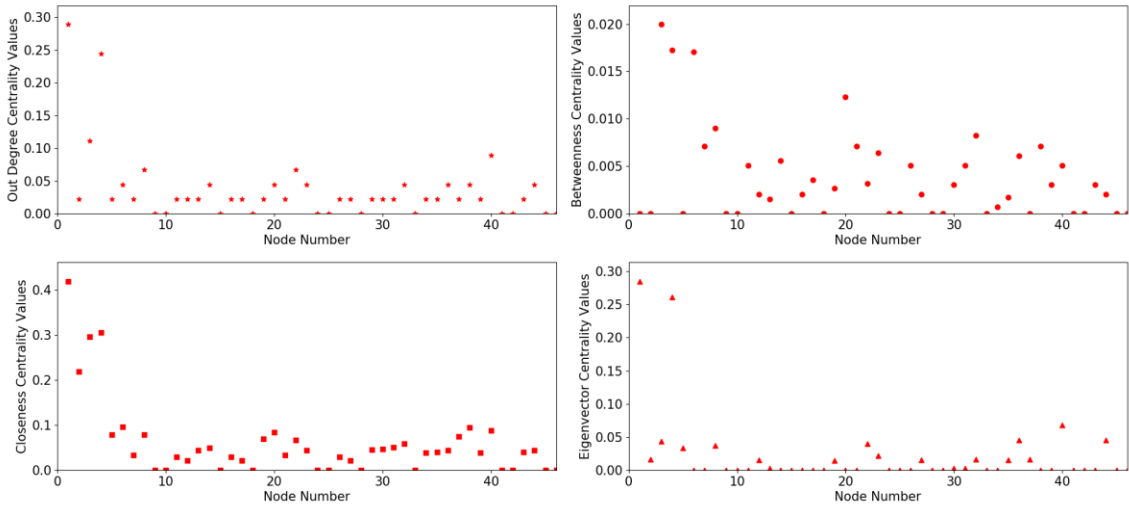 Out Degree Centrality Values
0.30
0.25
0.20
0.15
0.10
0.05
0.00
0 10 20 30 40
Node Number
Betweenness Centrality Values
0.020
0.015
0.010
0.005
0.000
0 10 20 30 40
Node Number
Closeness Centrality Values
0.4
0.3
0.2
0.1
0.0
0 10 20 30 40
Node Number
Eigenvector Centrality Values
0.30
0.25
0.20
0.15
0.10
0.05
0.00
0 10 20 30 40
Node Number